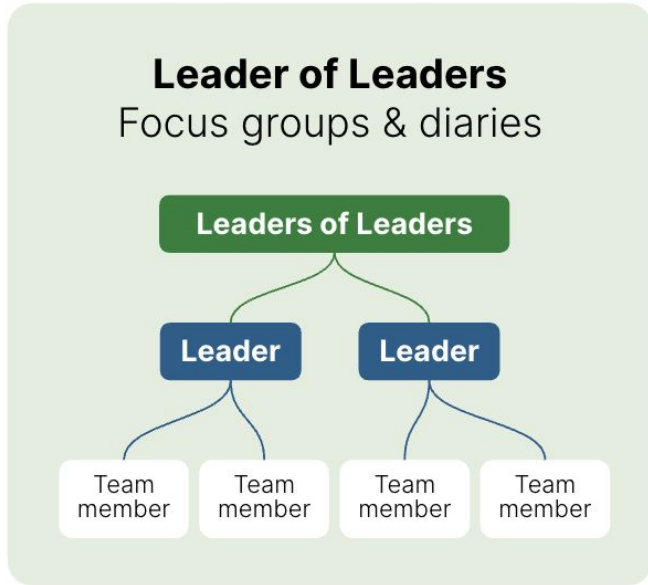 Leader of Leaders
Focus groups & diaries
Leaders of Leaders
Leader
Leader
Team
member
Team
member
Team
member
Team
member